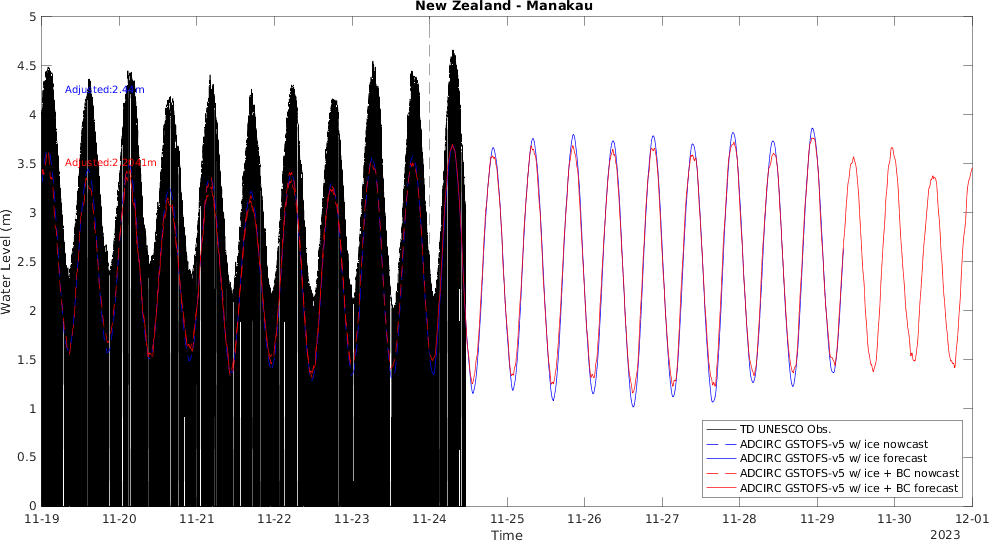 New Zealand - Manakau
Water Level (m)
5
4.5
4
3.5
3
2.5
2
1.5
1
0.5
0
Adjusted:2.44m
TD UNESCO Obs.
ADCIRC GSTOFS-v5 w/ ice nowcast
ADCIRC GSTOFS-v5 w/ ice forecast
ADCIRC GSTOFS-v5 w/ ice + BC nowcast
ADCIRC GSTOFS-v5 w/ ice + BC forecast
11-19 11-20 11-21 11-22 11-23 11-24 11-25 11-26 11-27 11-28 11-29 11-30 12-01
Time
2023